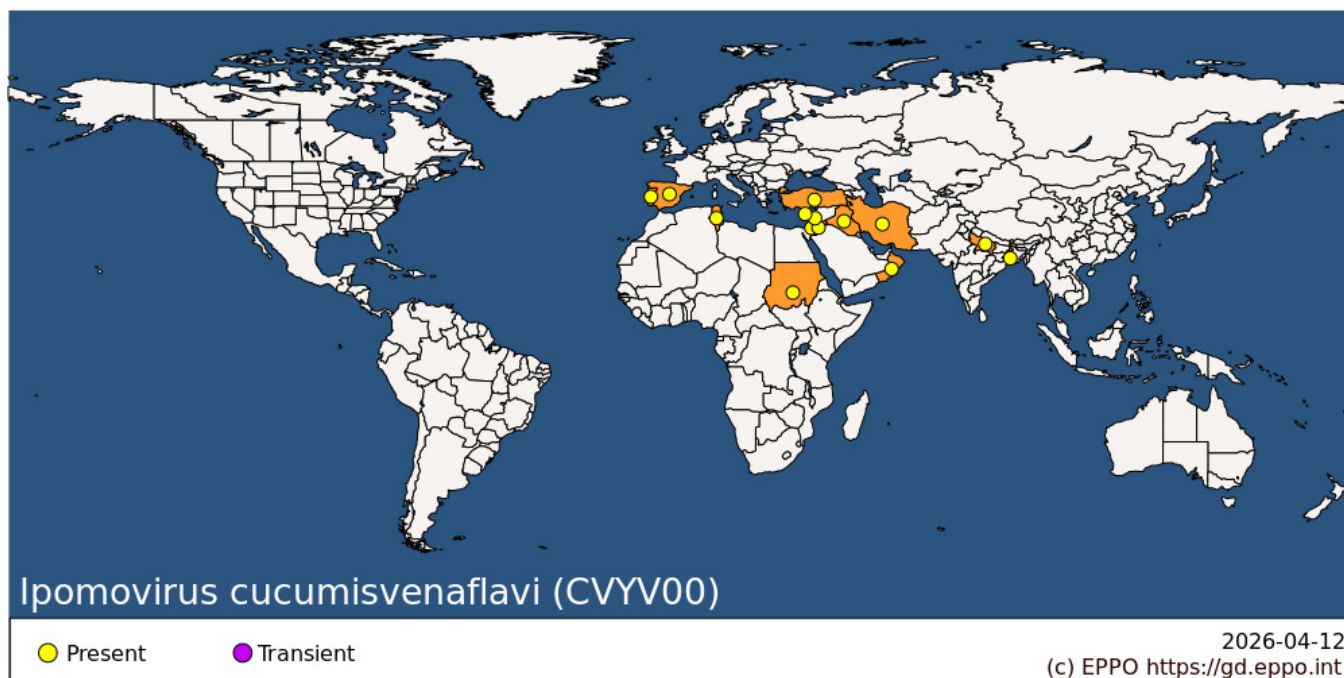 Ipomovirus cucumisvenaflavi (CVYV00)
Present
Transient
2026-04-12
(c) EPPO https://gd.eppo.int